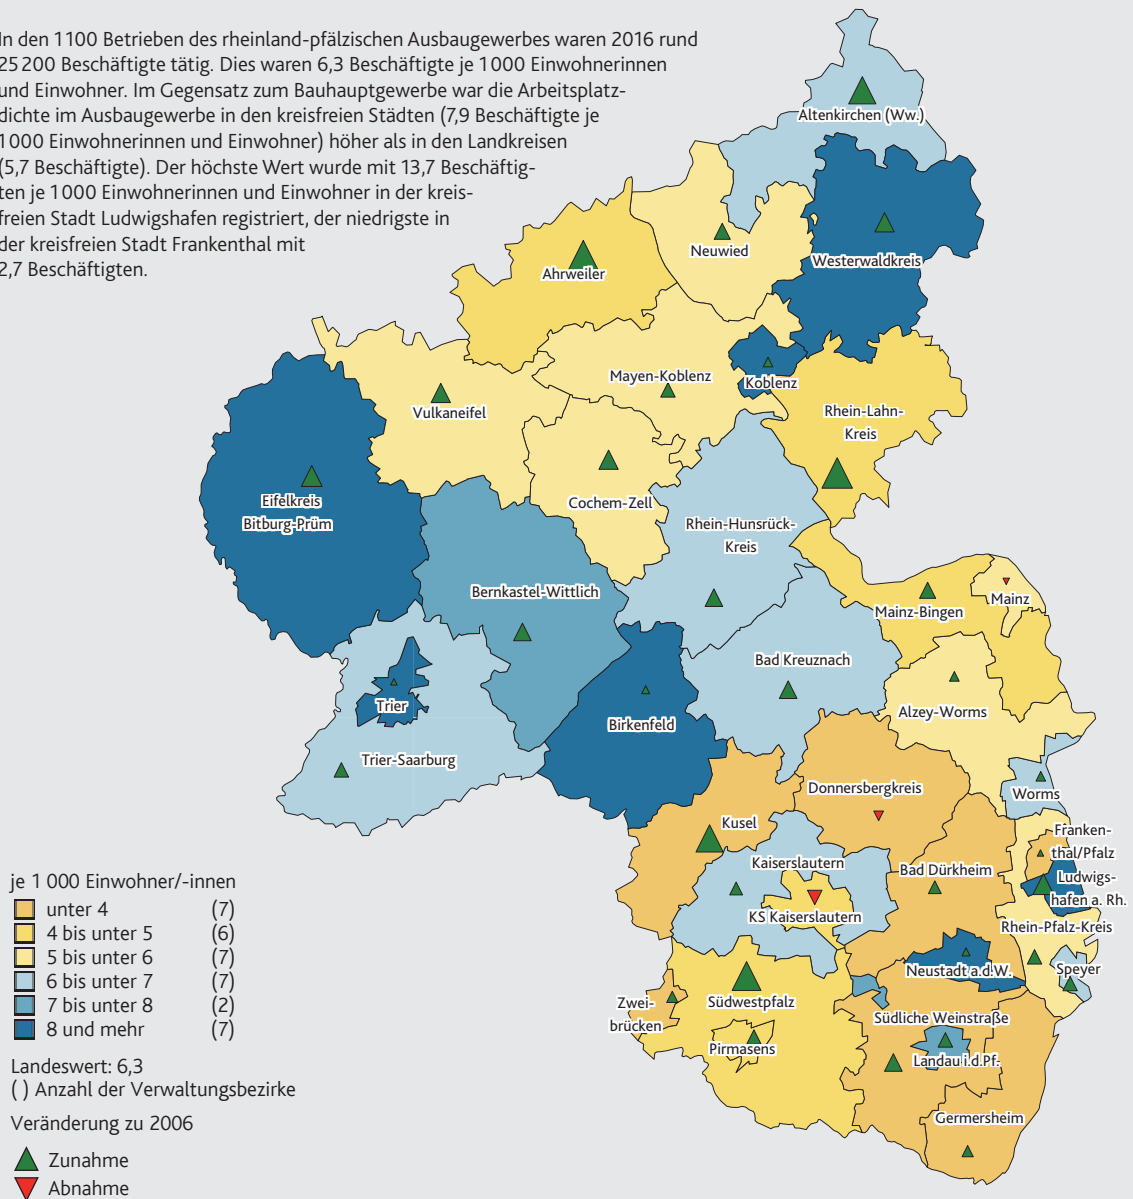 In den 1100 Betrieben des rheinland-pfälzischen Ausbaugewerbes waren 2016 rund
25 200 Beschäftigte tätig. Dies waren 6,3 Beschäftigte je 1 000 Einwohnerinnen
und Einwohner. Im Gegensatz zum Bauhauptgewerbe war die Arbeitsplatz-
dichte im Ausbaugewerbe in den kreisfreien Städten (7,9 Beschäftigte je
1 000 Einwohnerinnen und Einwohner) höher als in den Landkreisen
(5,7 Beschäftigte). Der höchste Wert wurde mit 13,7 Beschäftig-
ten je 1 000 Einwohnerinnen und Einwohner in der kreis-
freien Stadt Ludwigshafen registriert, der niedrigste in
der kreisfreien Stadt Frankenthal mit
2,7 Beschäftigten.
Altenkirchen (Ww.)
Neuwied
Westerwaldkreis
Ahrweiler
Mayen-Koblenz
Koblenz
Vulkaneifel
Rhein-Lahn-
Kreis
Eifelkreis
Bitburg-Prüm
Cochem-Zell
Rhein-Hunsrück-
Kreis
Bernkastel-Wittlich
Mainz-Bingen
Mainz
Bad Kreuznach
Trier
Birkenfeld
Alzey-Worms
Trier-Saarburg
Donnersbergkreis
Worms
Kusel
Franken-
thal/Pfalz
Kaiserslautern
Bad Dürkheim
Ludwigs-
hafen a. Rh.
KS Kaiserslautern
Rhein-Pfalz-Kreis
Neustadt a.d.W.
Speyer
Zwei-
brücken
Südwestpfalz
Südliche Weinstraße
Pirmasens
Landau i.d.Pf.
Germersheim
je 1 000 Einwohner/-innen
unter 4 (7)
4 bis unter 5 (6)
5 bis unter 6 (7)
6 bis unter 7 (7)
7 bis unter 8 (2)
8 und mehr (7)
Landeswert: 6,3
( ) Anzahl der Verwaltungsbezirke
Veränderung zu 2006
Zunahme
Abnahme